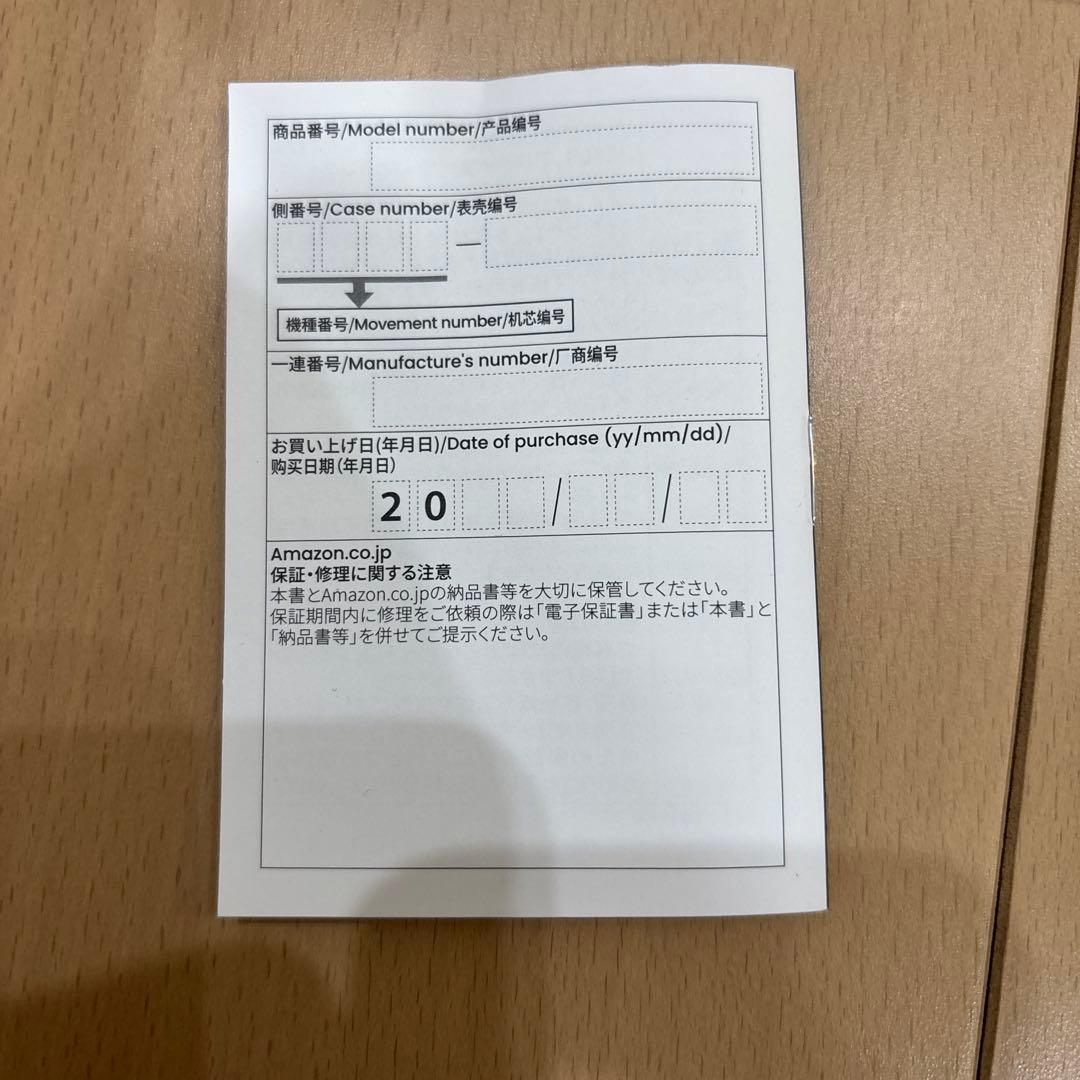 商品番号/Model number/产品编号
側番号/Case number/表壳编号
—
機種番号/Movement number/机芯编号
一連番号/Manufacture's number/厂商编号
お買い上げ日(年月日)/Date of purchase (yy/mm/dd)/
购买日期(年月日)
20 / /
Amazon.co.jp
保証・修理に関する注意
本書とAmazon.co.jpの納品書等を大切に保管してください。
保証期間内に修理をご依頼の際は「電子保証書」または「本書」と
「納品書等」を併せてご提示ください。